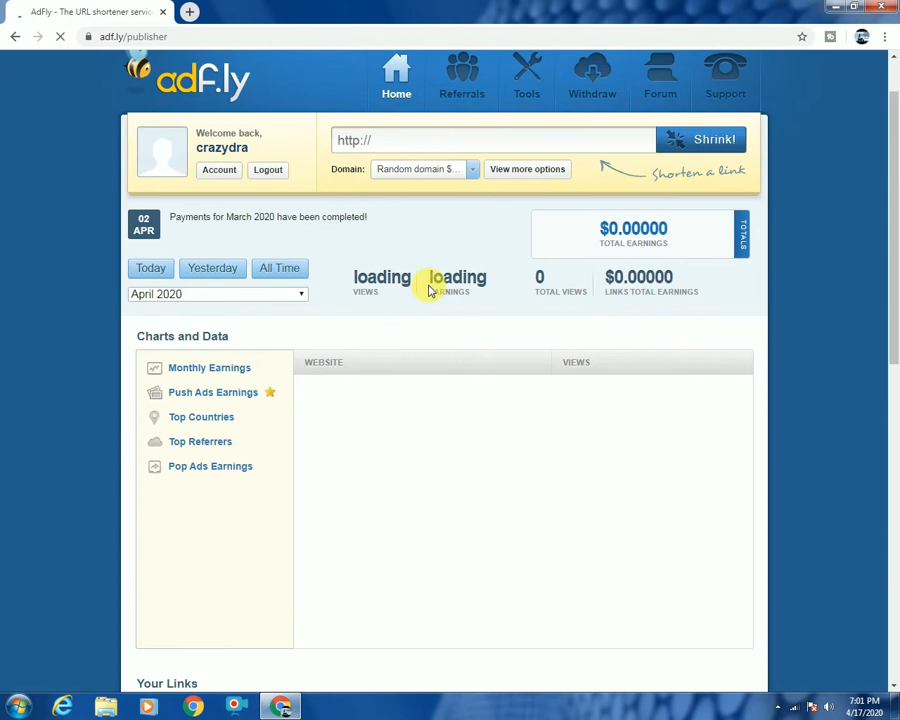 AdFly - The URL shortener servic
adf.ly/publisher
adf.ly
Home
Referrals
Tools
Withdraw
Forum
Support
Welcome back,
crazydra
Account
Logout
http://
Shrink!
Domain:
Random domain $...
View more options
Shorten a link
02
APR
Payments for March 2020 have been completed!
$0.00000
TOTAL EARNINGS
TOTALS
Today
Yesterday
All Time
April 2020
loading
VIEWS
loading
0
TOTAL VIEWS
$0.00000
LINKS TOTAL EARNINGS
Charts and Data
Monthly Earnings
Push Ads Earnings
Top Countries
Top Referrers
Pop Ads Earnings
WEBSITE
VIEWS
Your Links
7:01 PM
4/17/2020